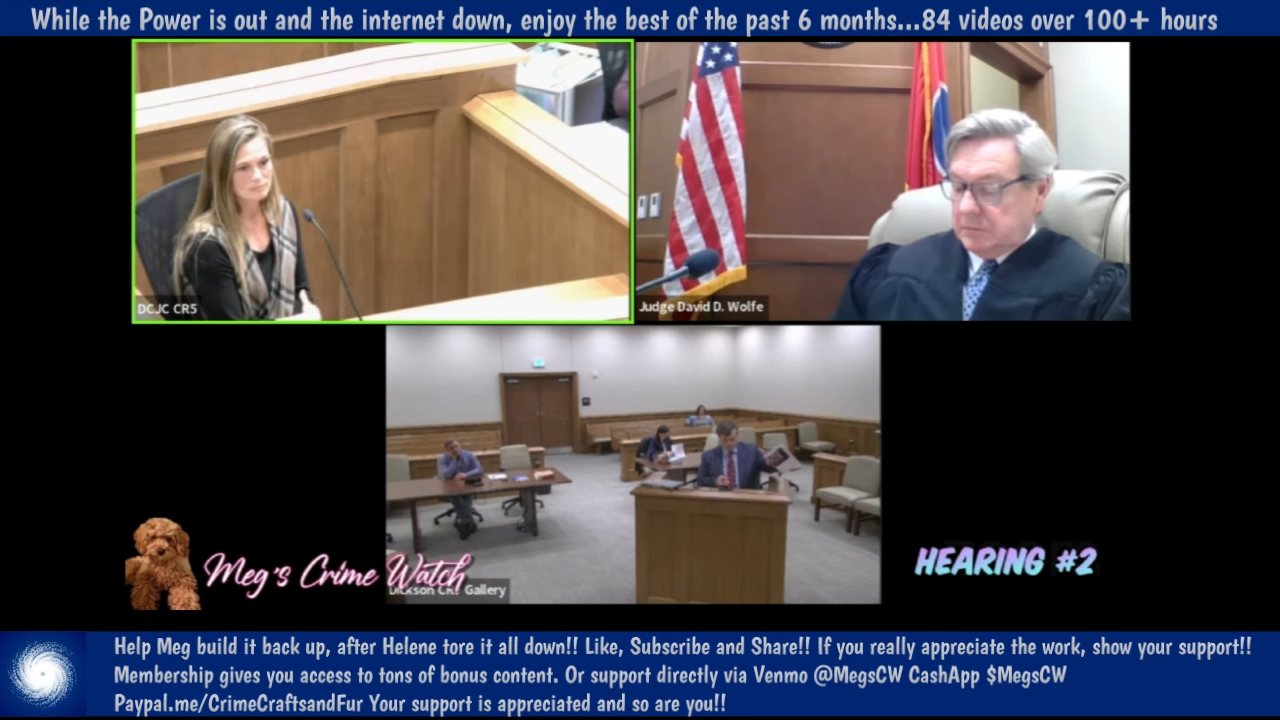 While the Power is out and the internet down, enjoy the best of the past 6 months...84 videos over 100+ hours
DCJC CR5
Judge David D. Wolfe
Meg's Crime Watch
Gallery
HEARING #2
Help Meg build it back up, after Helene tore it all down!! Like, Subscribe and Share!! If you really appreciate the work, show your support!!
Membership gives you access to tons of bonus content. Or support directly via Venmo @MegsCW CashApp $MegsCW
Paypal.me/CrimeCraftsandFur Your support is appreciated and so are you!!